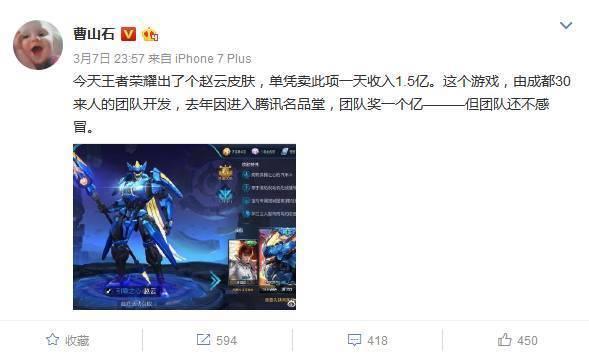 曹山石
3月7日 23:57 来自 iPhone 7 Plus
今天王者荣耀出了个赵云皮肤，单凭卖此项一天收入1.5亿。这个游戏，由成都30
来人的团队开发，去年因进入腾讯名品堂，团队奖一个亿———但团队还不感
冒。
引擎之心 赵云
收藏
594
418
450